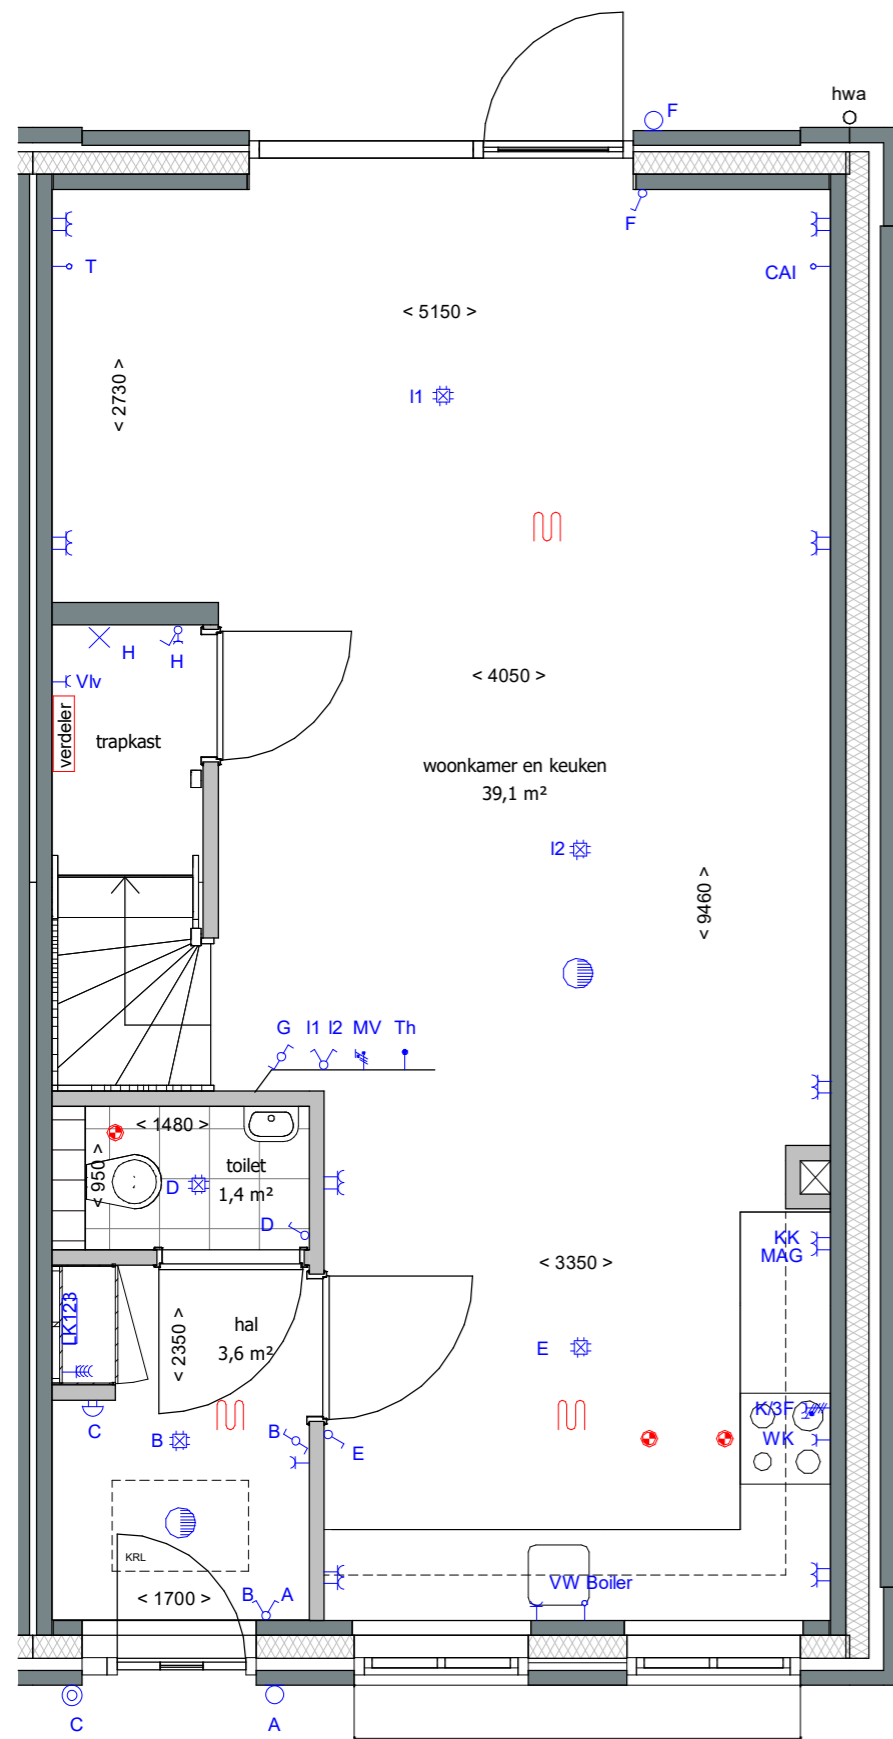 hwa
F
F
T
CAI
< 5150 >
< 2730 >
I1
H
H
Vlv
verdeler
trapkast
< 4050 >
woonkamer en keuken
39,1 m²
I2
< 9460 >
G I1 I2 MV Th
< 1480 >
< 950 >
toilet
1,4 m²
D
D
KK
MAG
< 3350 >
LK123
hal
3,6 m²
< 2350 >
E
C
B
B
E
K/3F
WK
KRL
< 1700 >
B A
VW Boiler
C
A